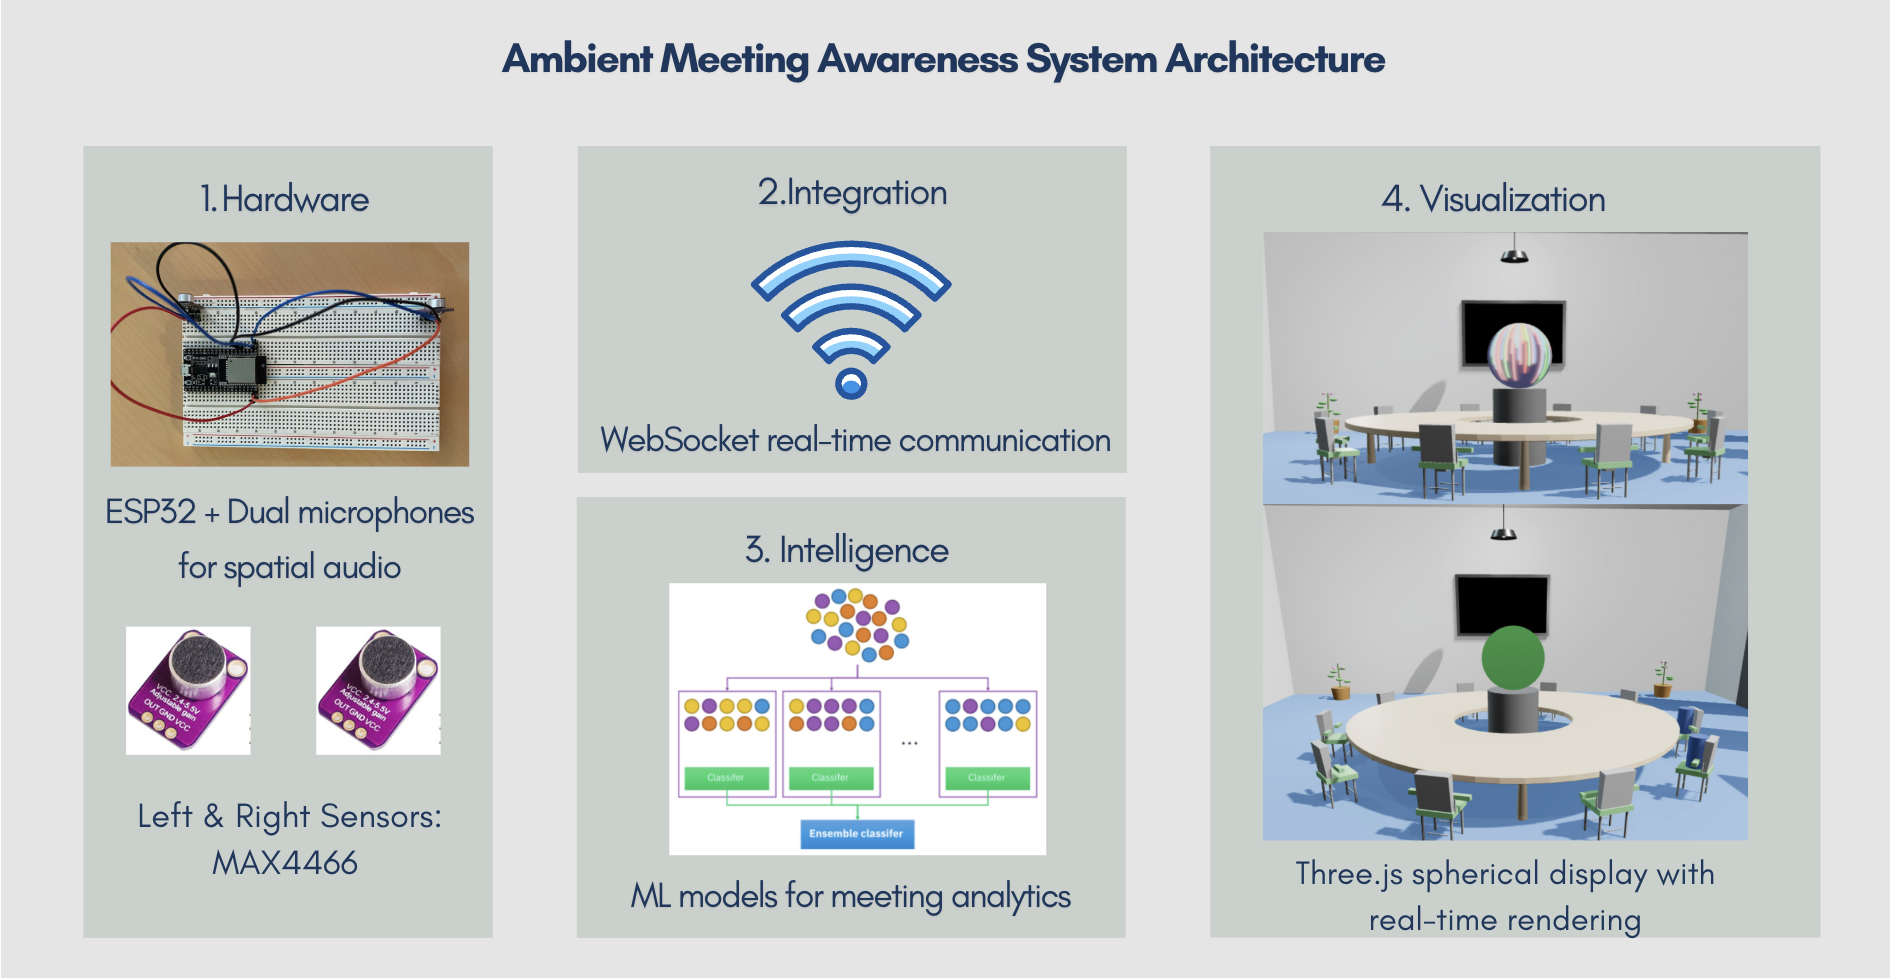 Ambient Meeting Awareness System Architecture
1. Hardware
ESP32 + Dual microphones
for spatial audio
VCC, 2.4-5.5V
Adjustable gain
OUT GND VCC
VCC, 2.4-5.5V
Adjustable gain
OUT GND VCC
Left & Right Sensors:
MAX4466
2.Integration
WebSocket real-time communication
3. Intelligence
...
Classifer
Classifer
Classifer
Ensemble classifer
ML models for meeting analytics
4. Visualization
Three.js spherical display with
real-time rendering